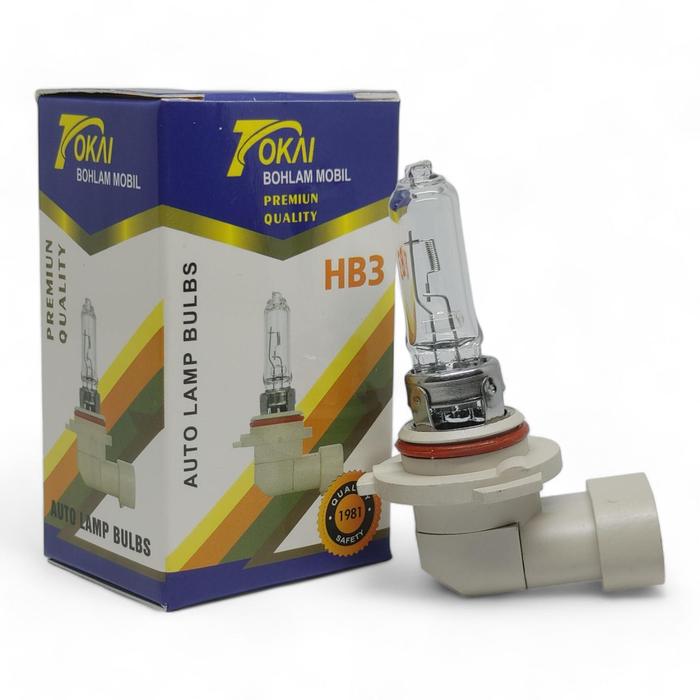 TOKAI
BOHLAM MOBIL
PREMIUN
QUALITY
AUTO LAMP BULBS
TOKAI
BOHLAM MOBIL
PREMIUN
QUALITY
HB3
AUTO LAMP BULBS
QUALITY
1981
SAFETY